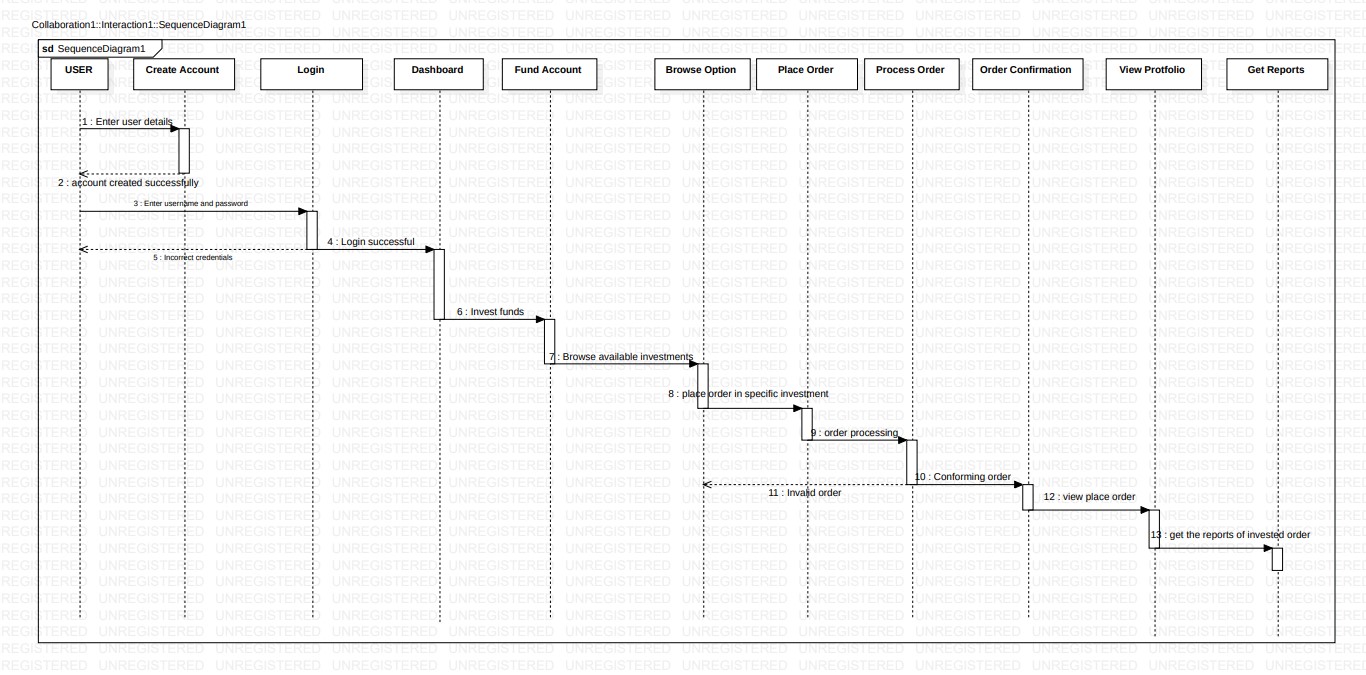 Collaboration1::Interaction1::SequenceDiagram1
sd SequenceDiagram1
USER
Create Account
Login
Dashboard
Fund Account
Browse Option
Place Order
Process Order
Order Confirmation
View Protfolio
Get Reports
1 : Enter user details
2 : account created successfully
3 : Enter username and password
4 : Login successful
5 : Incorrect credentials
6 : Invest funds
7 : Browse available investments
8 : place order in specific investment
9 : order processing
10 : Conforming order
11 : Invalid order
12 : view place order
13 : get the reports of invested order
UNREGISTERED